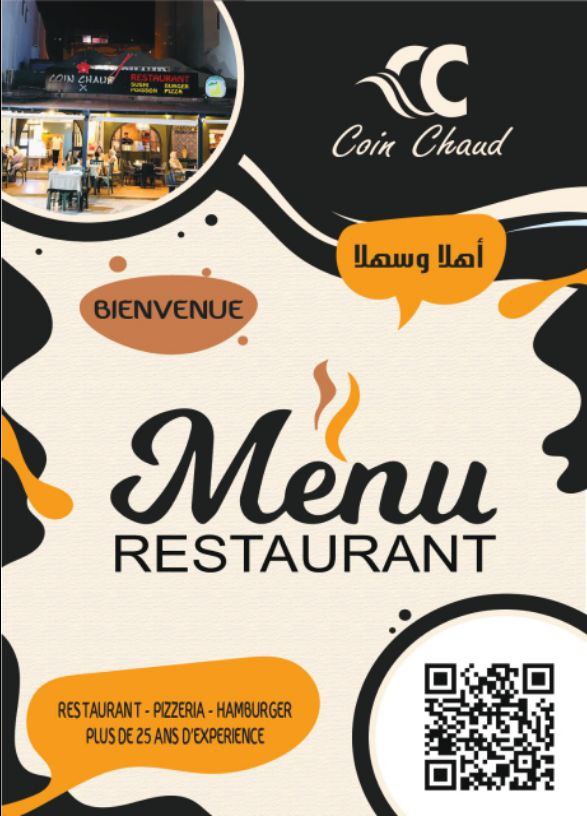 COIN CHAUD
RESTAURANT
SUSHI BURGER
POISSON PIZZA
CC
Coin Chaud
أهلا وسهلا
BIENVENUE
Menu
RESTAURANT
RESTAURANT - PIZZERIA - HAMBURGER
PLUS DE 25 ANS D'EXPERIENCE